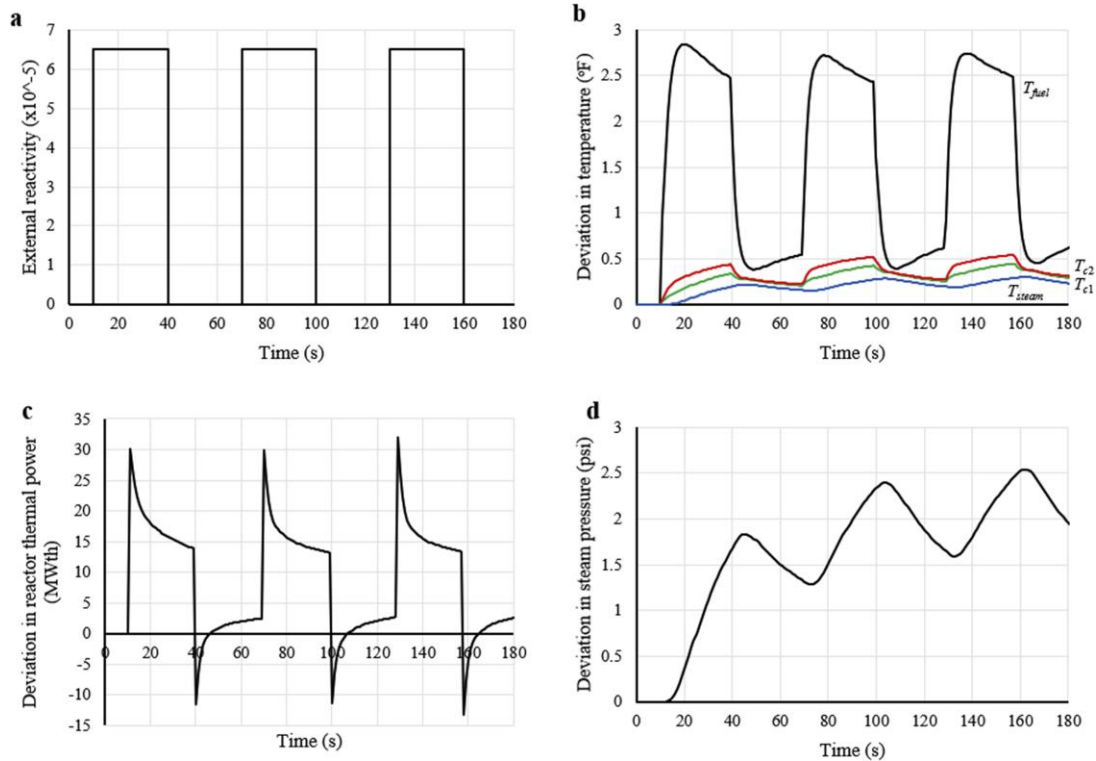 a
External reactivity (x10^-5)
7
6
5
4
3
2
1
0
0 20 40 60 80 100 120 140 160 180
Time (s)
b
Deviation in temperature (°F)
3
2.5
2
1.5
1
0.5
0
T_fuel
T_c2
T_c1
T_steam
0 20 40 60 80 100 120 140 160 180
Time (s)
c
Deviation in reactor thermal power
(MWth)
35
30
25
20
15
10
5
0
-5
-10
-15
0 20 40 60 80 100 120 140 160 180
Time (s)
d
Deviation in steam pressure (psi)
3
2.5
2
1.5
1
0.5
0
0 20 40 60 80 100 120 140 160 180
Time (s)